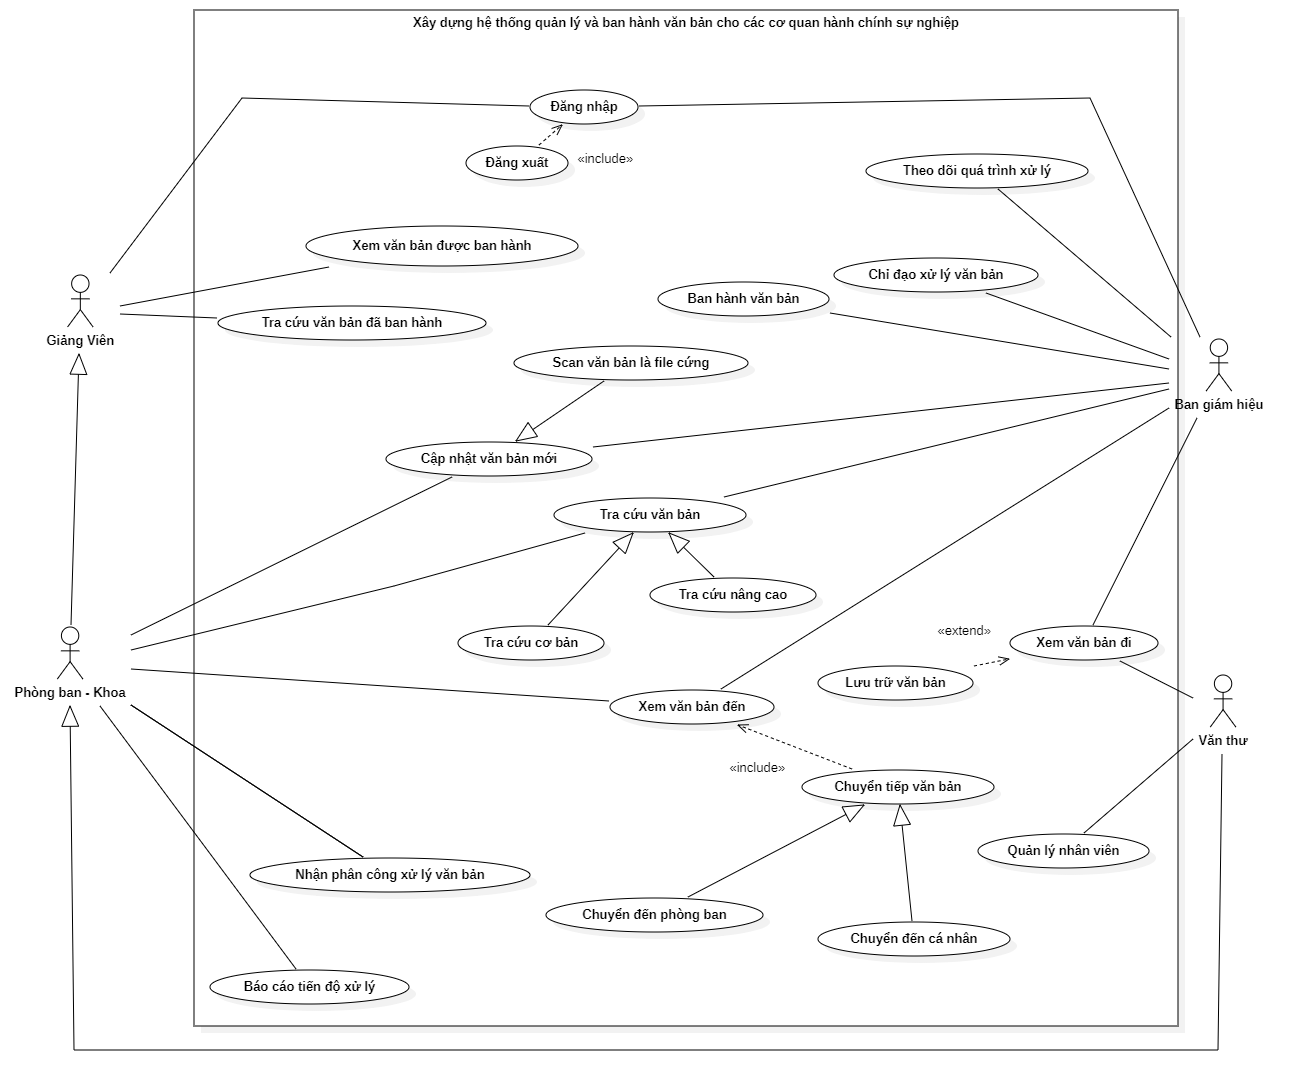 Xây dựng hệ thống quản lý và ban hành văn bản cho các cơ quan hành chính sự nghiệp
Đăng nhập
Đăng xuất
«include»
Theo dõi quá trình xử lý
Xem văn bản được ban hành
Chỉ đạo xử lý văn bản
Ban hành văn bản
Tra cứu văn bản đã ban hành
Giảng Viên
Scan văn bản là file cứng
Ban giám hiệu
Cập nhật văn bản mới
Tra cứu văn bản
Tra cứu nâng cao
«extend»
Tra cứu cơ bản
Xem văn bản đi
Lưu trữ văn bản
Phòng ban - Khoa
Xem văn bản đến
Văn thư
«include»
Chuyển tiếp văn bản
Quản lý nhân viên
Nhận phân công xử lý văn bản
Chuyển đến phòng ban
Chuyển đến cá nhân
Báo cáo tiến độ xử lý